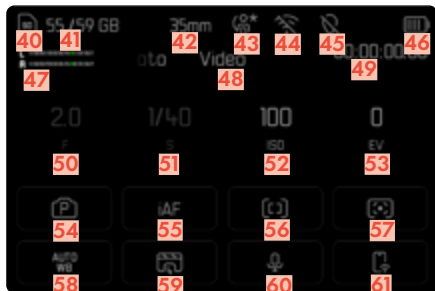 55/59 GB 35mm
40 41 42 43 44 45 46
L Video 00:00:00:00
R
47 48 49
2.0 1/40 100 0
F S ISO EV
50 51 52 53
P iAF
54 55 56 57
AUTO
WB
58 59 60 61